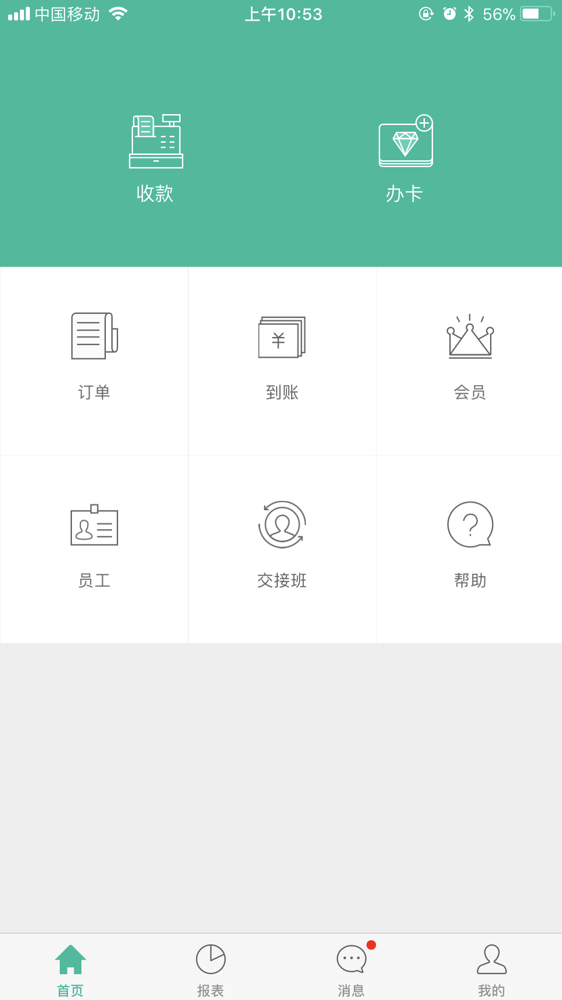 中国移动 上午10:53 56%
收款 办卡
¥
订单 到账 会员
?
员工 交接班 帮助
首页 报表 消息 我的